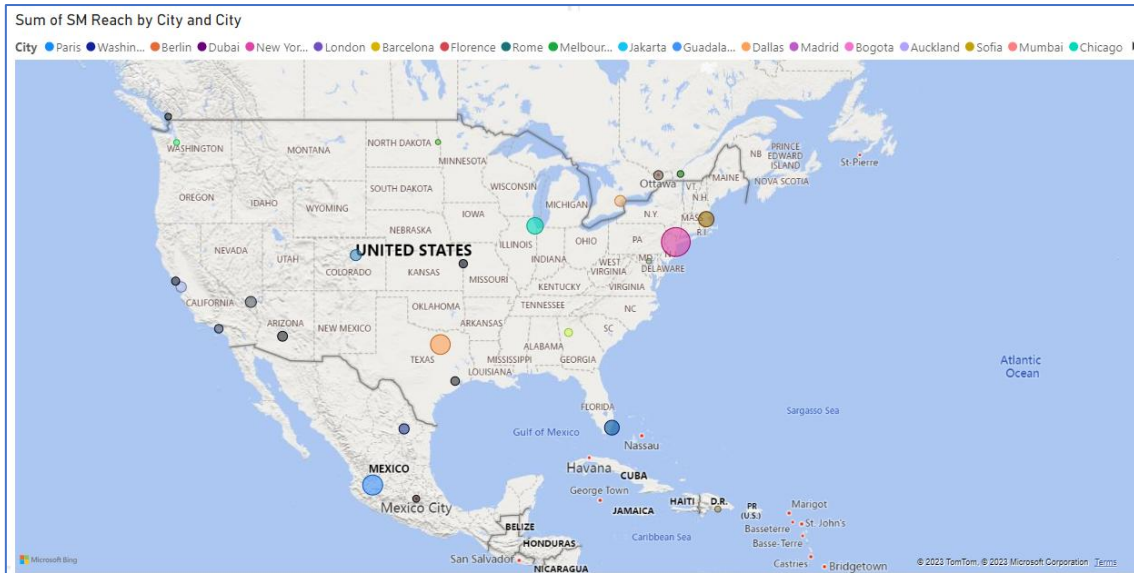 Sum of SM Reach by City and City
City Paris Washin... Berlin Dubai New Yor... London Barcelona Florence Rome Melbour... Jakarta Guadala... Dallas Madrid Bogota Auckland Sofia Mumbai Chicago
WASHINGTON
MONTANA
NORTH DAKOTA
MINNESOTA
Ottawa
VT.
N.H.
MAINE
NB
PRINCE
EDWARD
ISLAND
NOVA SCOTIA
St-Pierre
OREGON
IDAHO
WYOMING
SOUTH DAKOTA
WISCONSIN
MICHIGAN
N.Y.
MASS
R.I.
NEVADA
UTAH
COLORADO
NEBRASKA
IOWA
UNITED STATES
ILLINOIS
INDIANA
OHIO
PA
MD
DELAWARE
CALIFORNIA
KANSAS
MISSOURI
WEST
VIRGINIA
KENTUCKY
VIRGINIA
ARIZONA
NEW MEXICO
OKLAHOMA
ARKANSAS
TENNESSEE
NC
SC
TEXAS
LOUISIANA
MISSISSIPPI
ALABAMA
GEORGIA
FLORIDA
Atlantic
Ocean
Sargasso Sea
Gulf of Mexico
Nassau
MEXICO
Mexico City
Havana
CUBA
George Town
JAMAICA
HAITI
D.R.
PR
(U.S.)
Marigot
St. John's
Basseterre
Basse-Terre
Castries
Bridgetown
BELIZE
HONDURAS
Caribbean Sea
San Salvador
NICARAGUA
Microsoft Bing
© 2023 TomTom, © 2023 Microsoft Corporation Terms